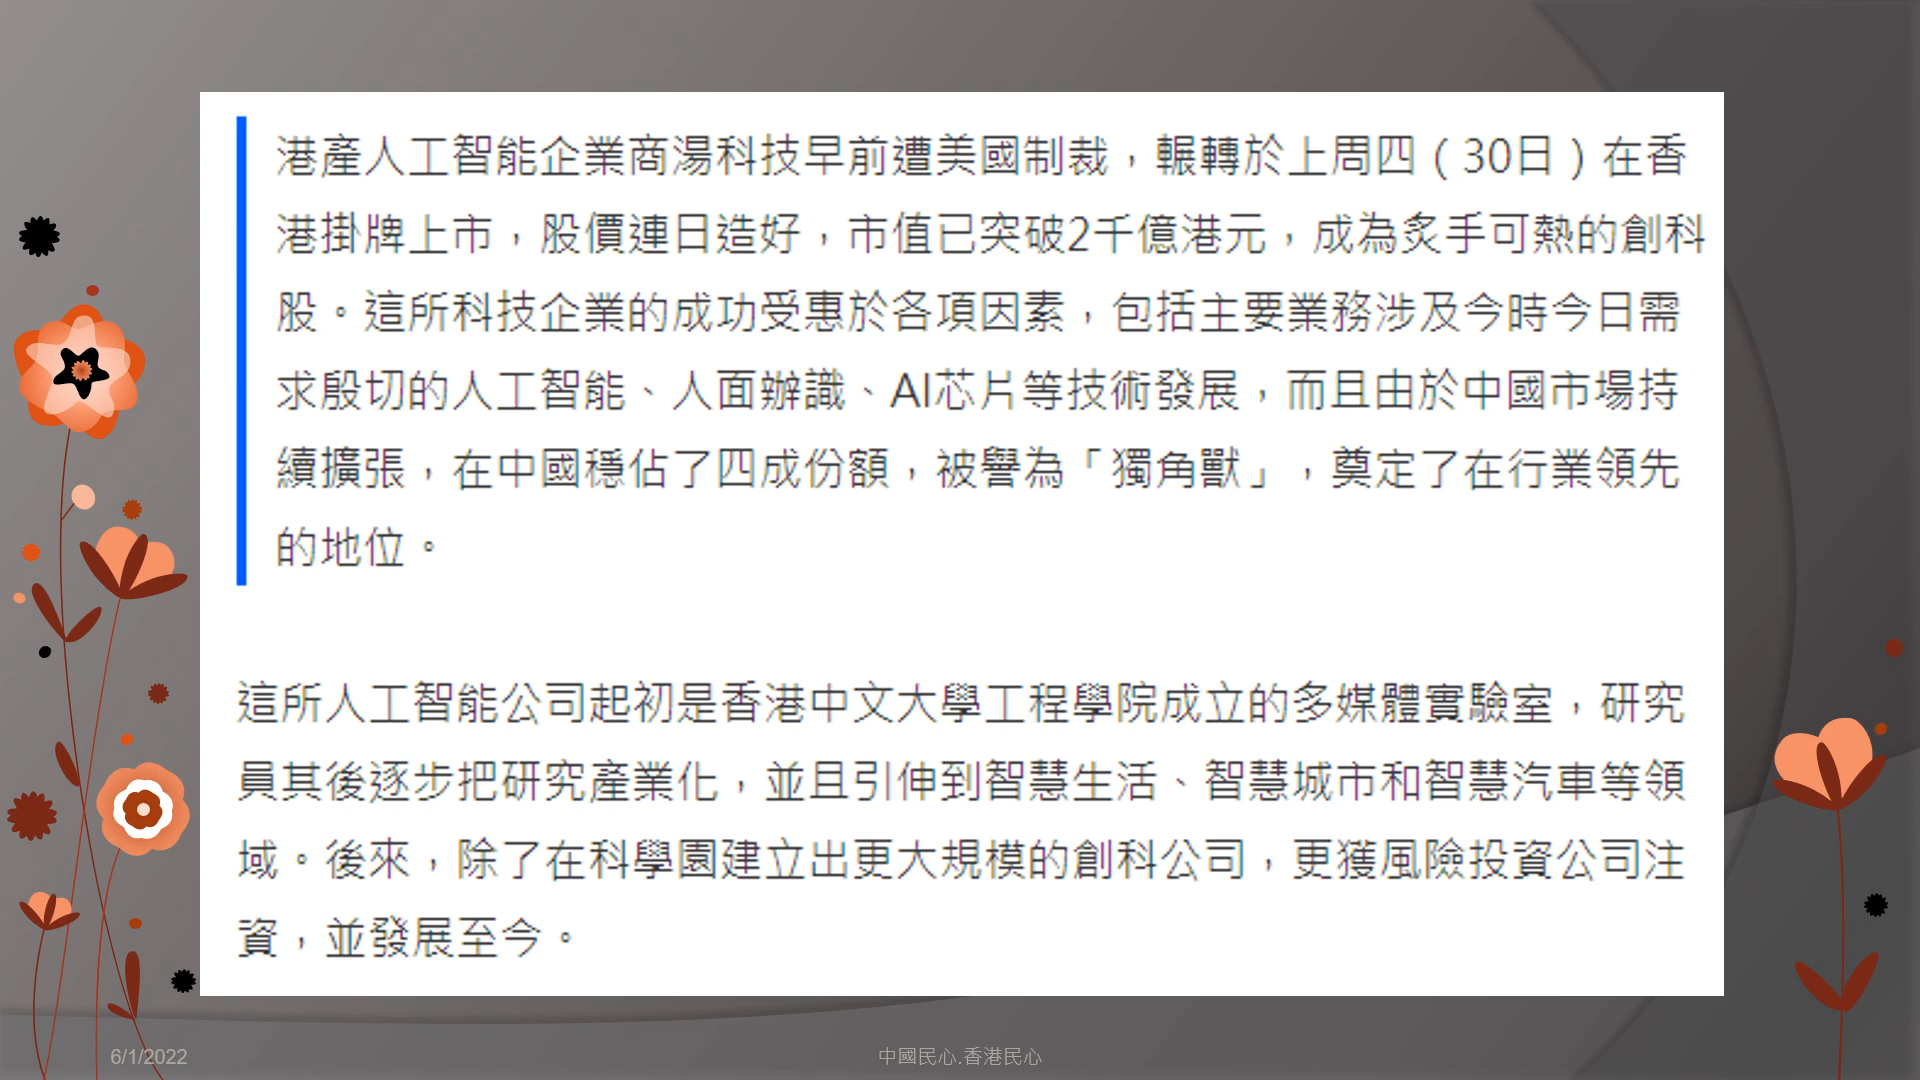 港產人工智能企業商湯科技早前遭美國制裁，輾轉於上周四（30日）在香
港掛牌上市，股價連日造好，市值已突破2千億港元，成為炙手可熱的創科
股。這所科技企業的成功受惠於各項因素，包括主要業務涉及今時今日需
求殷切的人工智能、人面辦識、AI芯片等技術發展，而且由於中國市場持
續擴張，在中國穩佔了四成份額，被譽為「獨角獸」，奠定了在行業領先
的地位。
這所人工智能公司起初是香港中文大學工程學院成立的多媒體實驗室，研究
員其後逐步把研究產業化，並且引伸到智慧生活、智慧城市和智慧汽車等領
域。後來，除了在科學園建立出更大規模的創科公司，更獲風險投資公司注
資，並發展至今。
6/1/2022
中國民心.香港民心